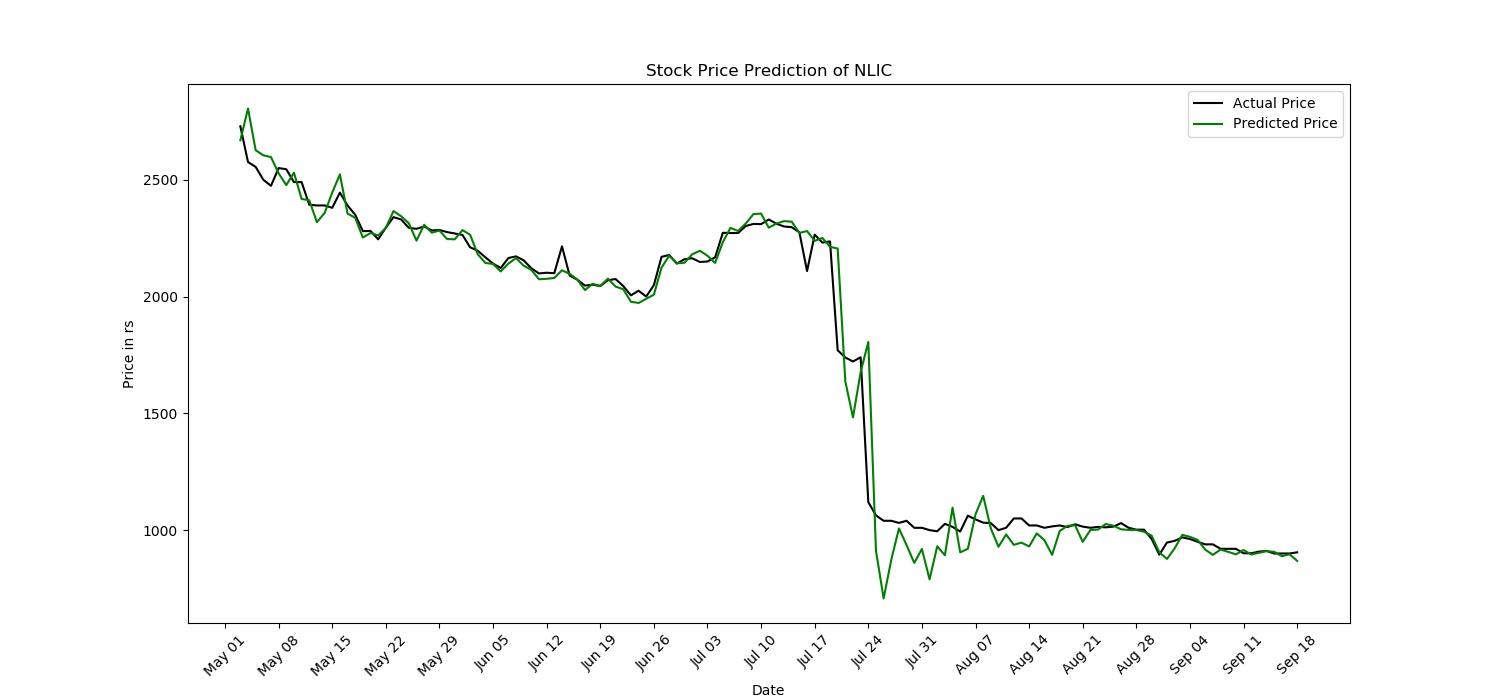 Stock Price Prediction of NLIC
Actual Price
Predicted Price
Price in rs
2500
2000
1500
1000
May 01
May 08
May 15
May 22
May 29
Jun 05
Jun 12
Jun 19
Jun 26
Jul 03
Jul 10
Jul 17
Jul 24
Jul 31
Aug 07
Aug 14
Aug 21
Aug 28
Sep 04
Sep 11
Sep 18
Date